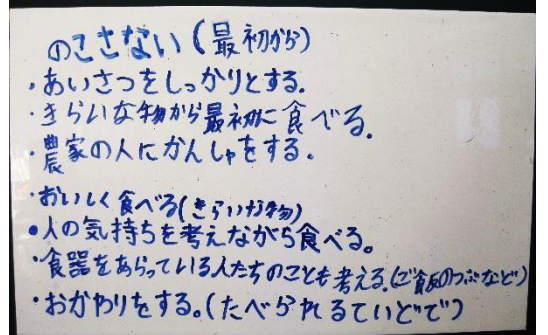 のこさない(最初から)
・あいさつをしっかりとする.
・きらいな物から最初に食べる.
・農家の人にかんしゃをする.
・おいしく食べる(きらいな物)
●人の気持ちを考えながら食べる。
・食器をあらっている人たちのことも考える.(ご飯のつぶなど)
・おかわりをする。(たべられるていどで)